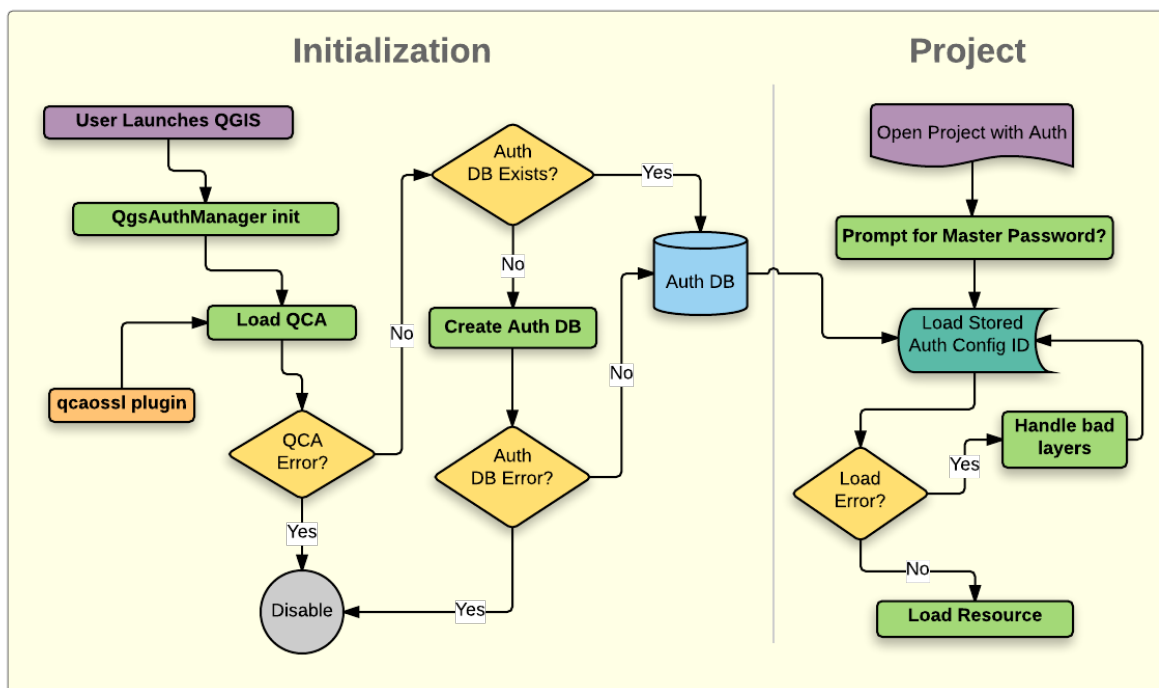 Initialization
User Launches QGIS
QgsAuthManager init
Load QCA
qcaossl plugin
QCA
Error?
Yes
Disable
No
Auth
DB Exists?
Yes
No
Create Auth DB
Auth
DB Error?
No
Yes
Auth DB
Project
Open Project with Auth
Prompt for Master Password?
Load Stored
Auth Config ID
Handle bad
layers
Load
Error?
Yes
No
Load Resource